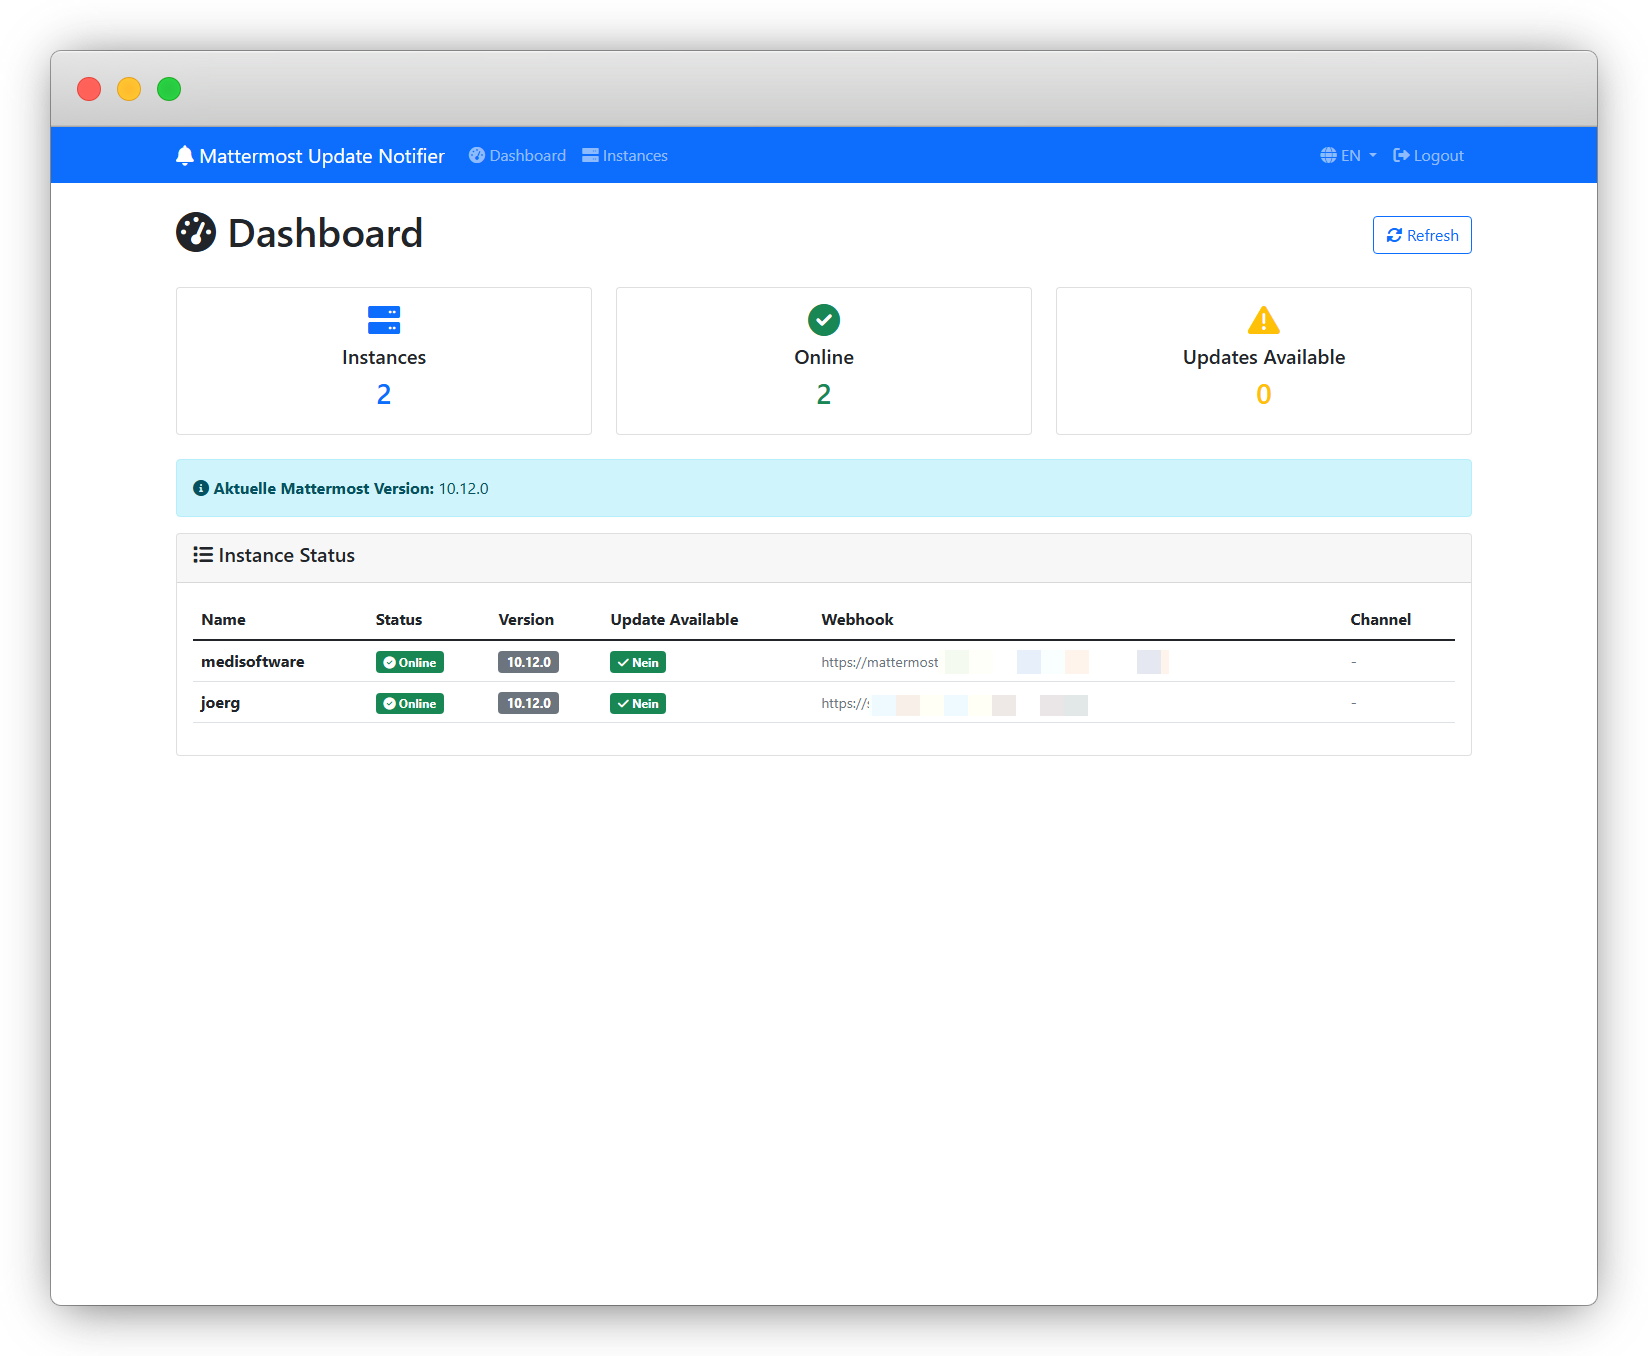 Mattermost Update Notifier Dashboard Instances EN Logout
Dashboard Refresh
Instances Online Updates Available
2 2 0
Aktuelle Mattermost Version: 10.12.0
Instance Status
Name Status Version Update Available Webhook Channel
medisoftware Online 10.12.0 Nein https://mattermost -
joerg Online 10.12.0 Nein https:// -